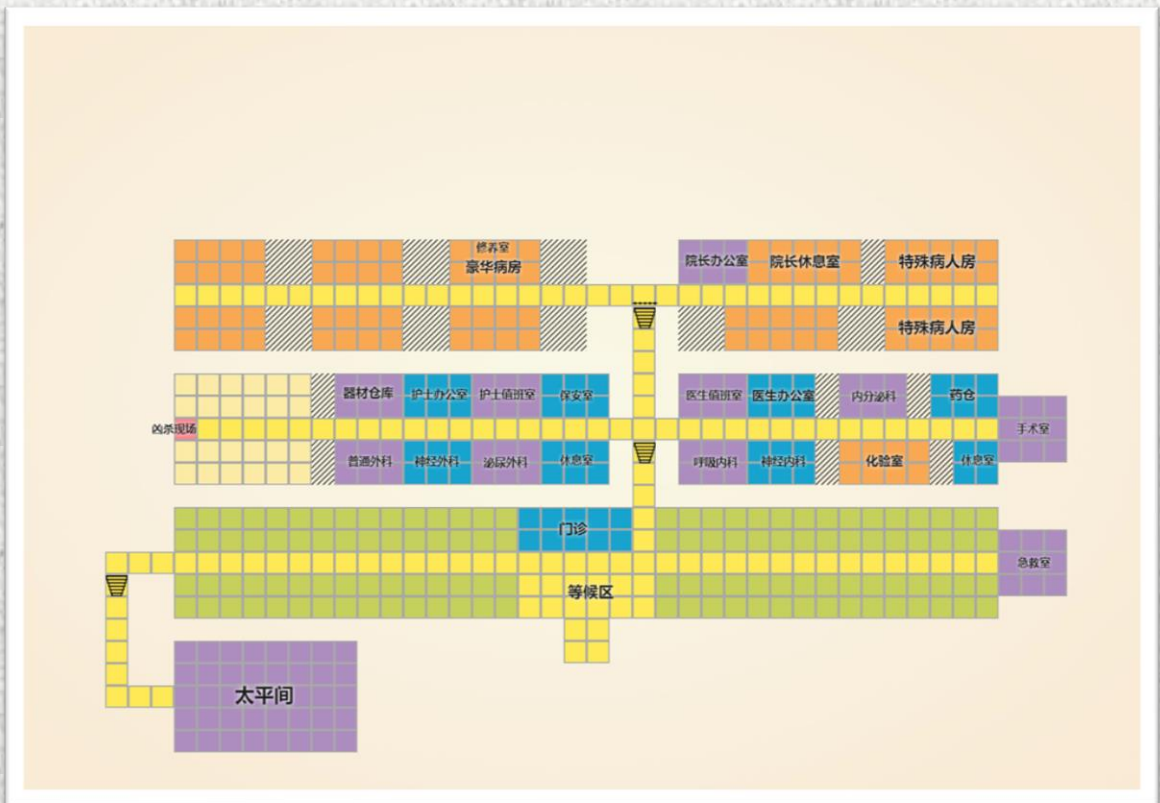 修养室
豪华病房
院长办公室
院长休息室
特殊病人房
特殊病人房
器材仓库
护士办公室
护士值班室
保安室
医生值班室
医生办公室
内分泌科
药仓
凶杀现场
手术室
普通外科
神经外科
泌尿外科
休息室
呼吸内科
神经内科
化验室
休息室
门诊
急救室
等候区
太平间